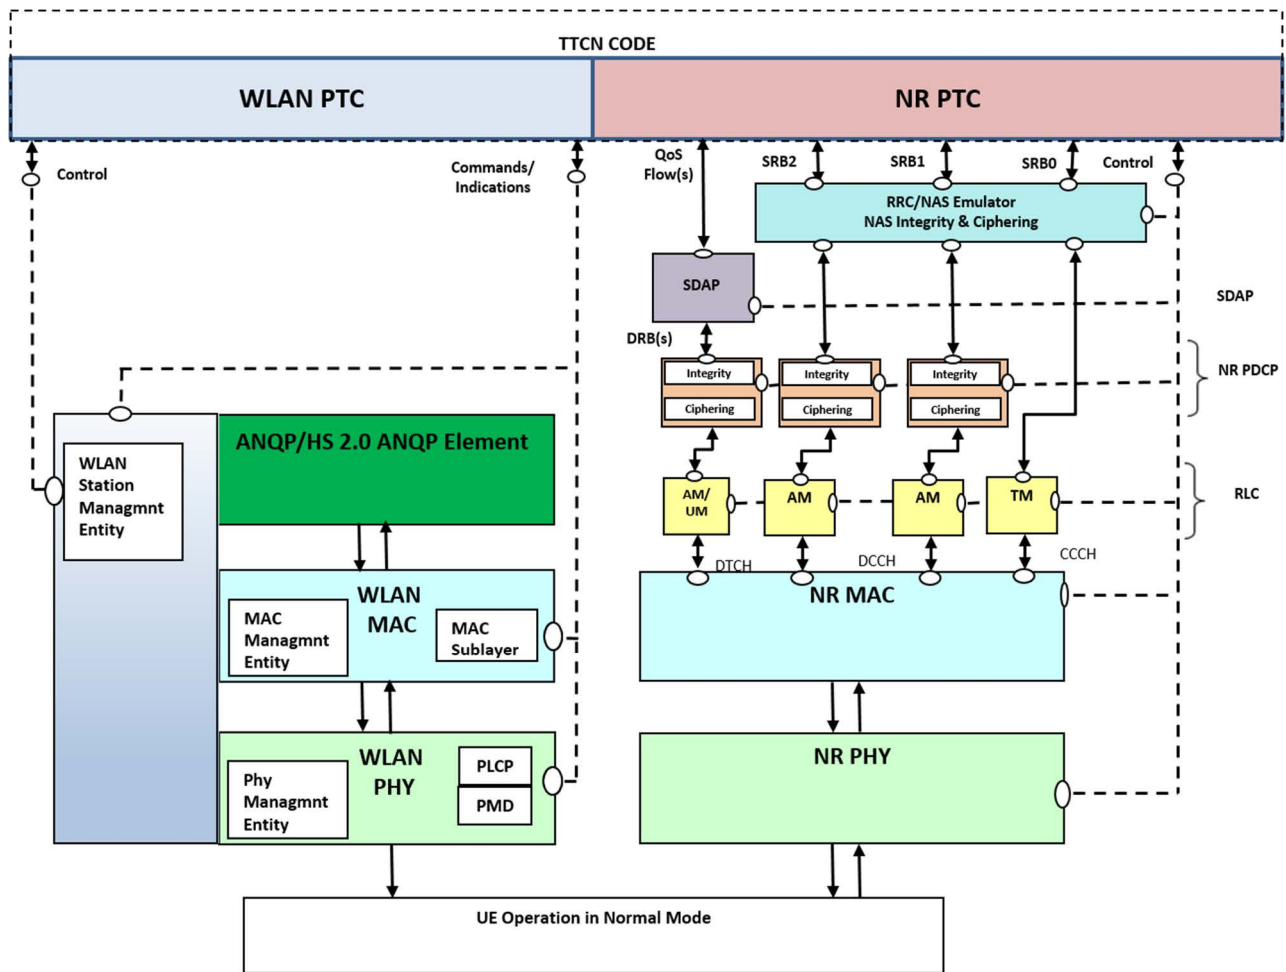 TTCN CODE
WLAN PTC
NR PTC
Control
Commands/
Indications
QoS
Flow(s)
SRB2
SRB1
SRB0
Control
RRC/NAS Emulator
NAS Integrity & Ciphering
SDAP
SDAP
DRB(s)
Integrity
Ciphering
Integrity
Ciphering
Integrity
Ciphering
NR PDCP
ANQP/HS 2.0 ANQP Element
WLAN
Station
Managmnt
Entity
AM/
UM
AM
AM
TM
RLC
DTCH
DCCH
CCCH
WLAN
MAC
MAC
Managmnt
Entity
MAC
Sublayer
NR MAC
WLAN
PHY
Phy
Managmnt
Entity
PLCP
PMD
NR PHY
UE Operation in Normal Mode